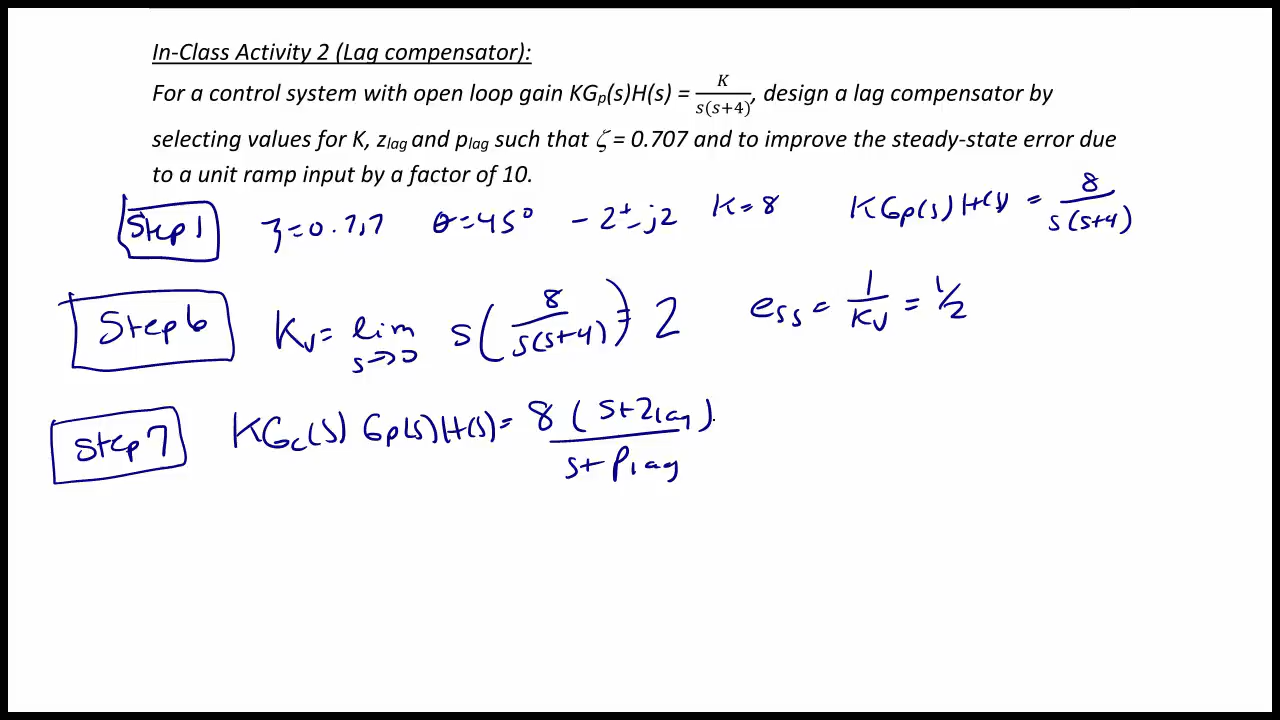 In-Class Activity 2 (Lag compensator):
For a control system with open loop gain KGp(s)H(s) = K/(s(s+4)), design a lag compensator by
selecting values for K, zlag and plag such that ζ = 0.707 and to improve the steady-state error due
to a unit ramp input by a factor of 10.
Step 1 ζ=0.707 θ=45° -2±j2 K=8 KGp(s)H(s) = 8/(s(s+4))
Step 6 Kv = lim s→0 s(8/(s(s+4))) = 2 ess = 1/Kv = 1/2
Step 7 KGc(s) Gp(s)H(s) = 8(s+zlag)/(s+plag)